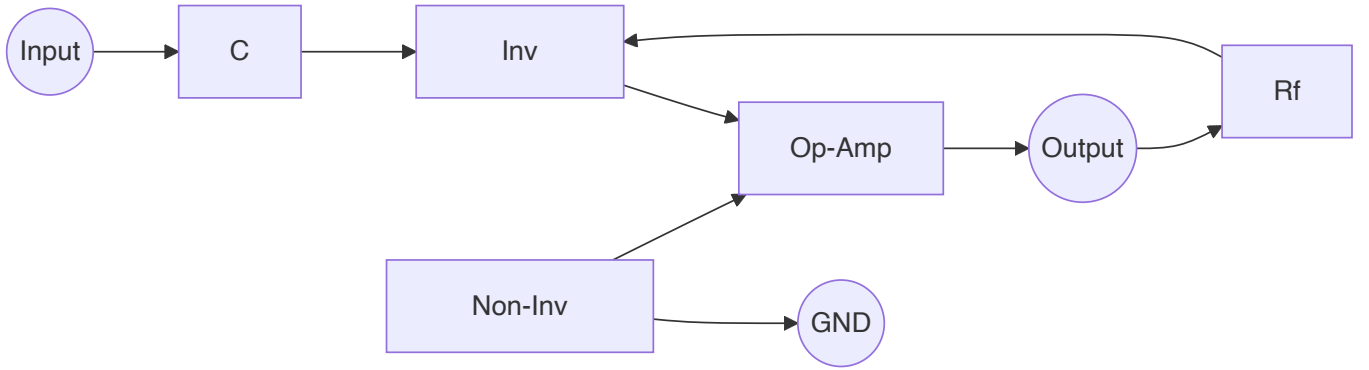 Input
C
Inv
Rf
Op-Amp
Output
Non-Inv
GND